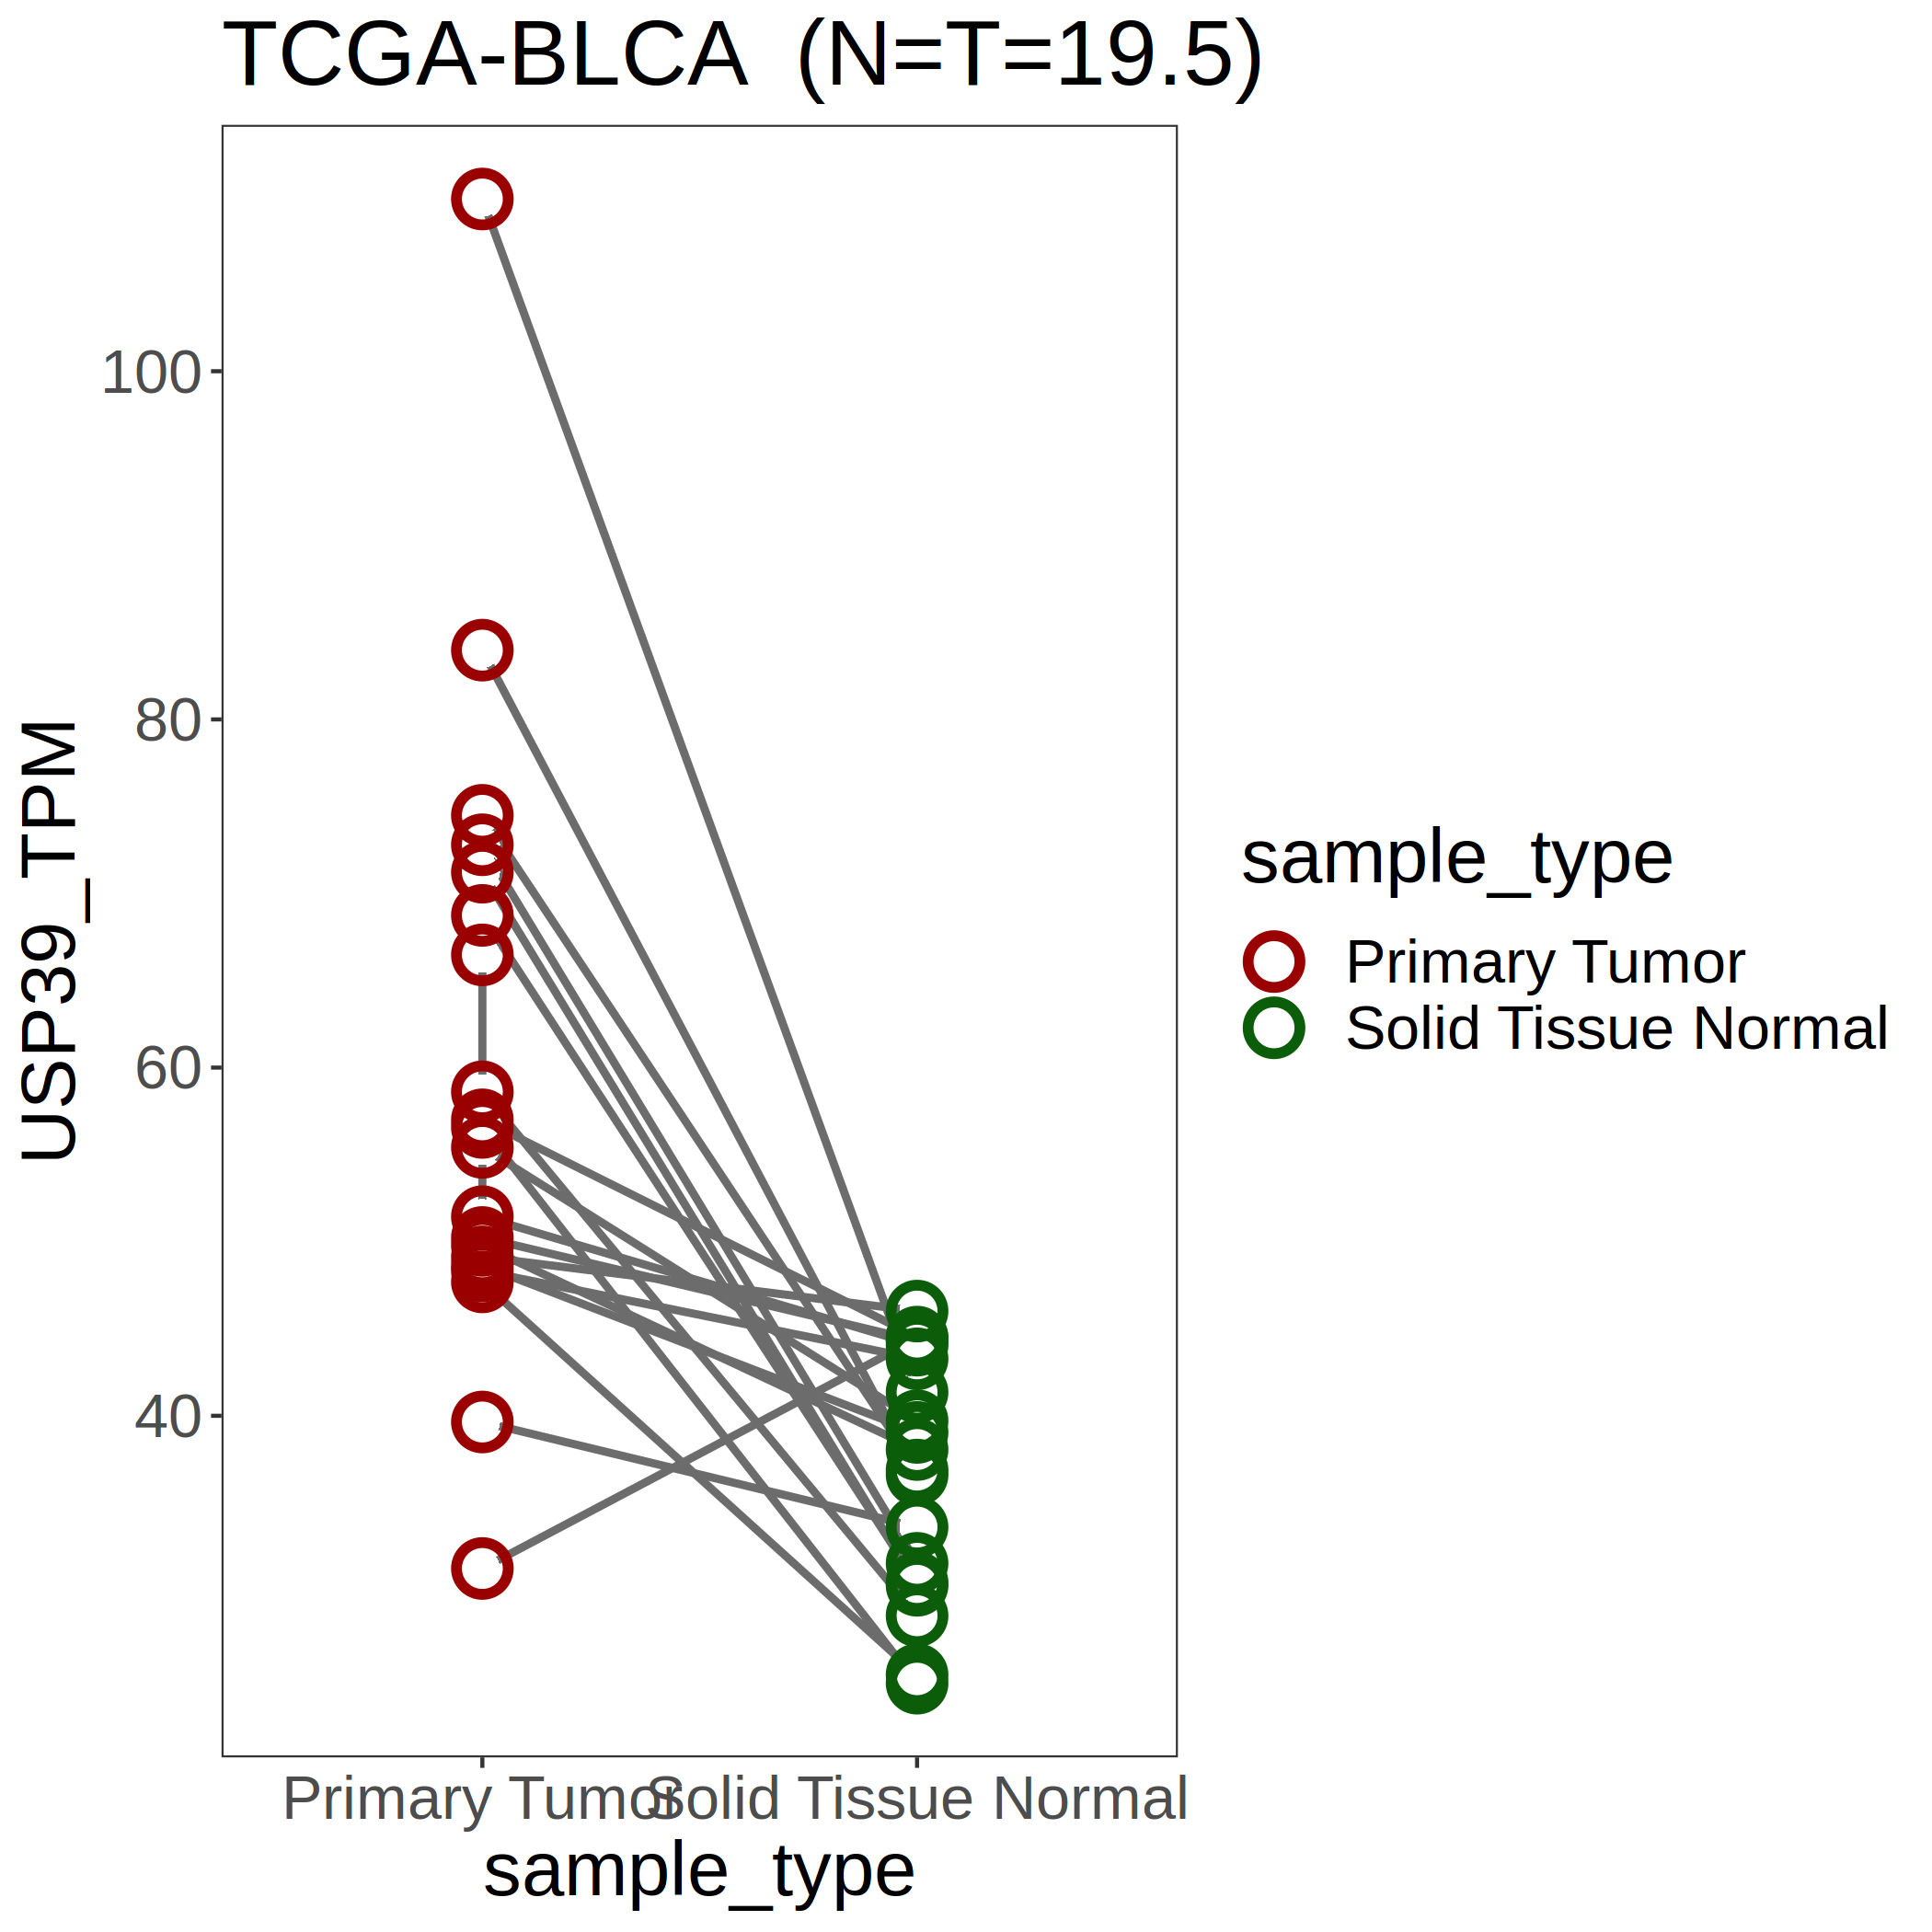 TCGA-BLCA  (N=T=19.5)
USP39_TPM
100
80
60
40
Primary Tumor
Solid Tissue Normal
sample_type
sample_type
Primary Tumor
Solid Tissue Normal